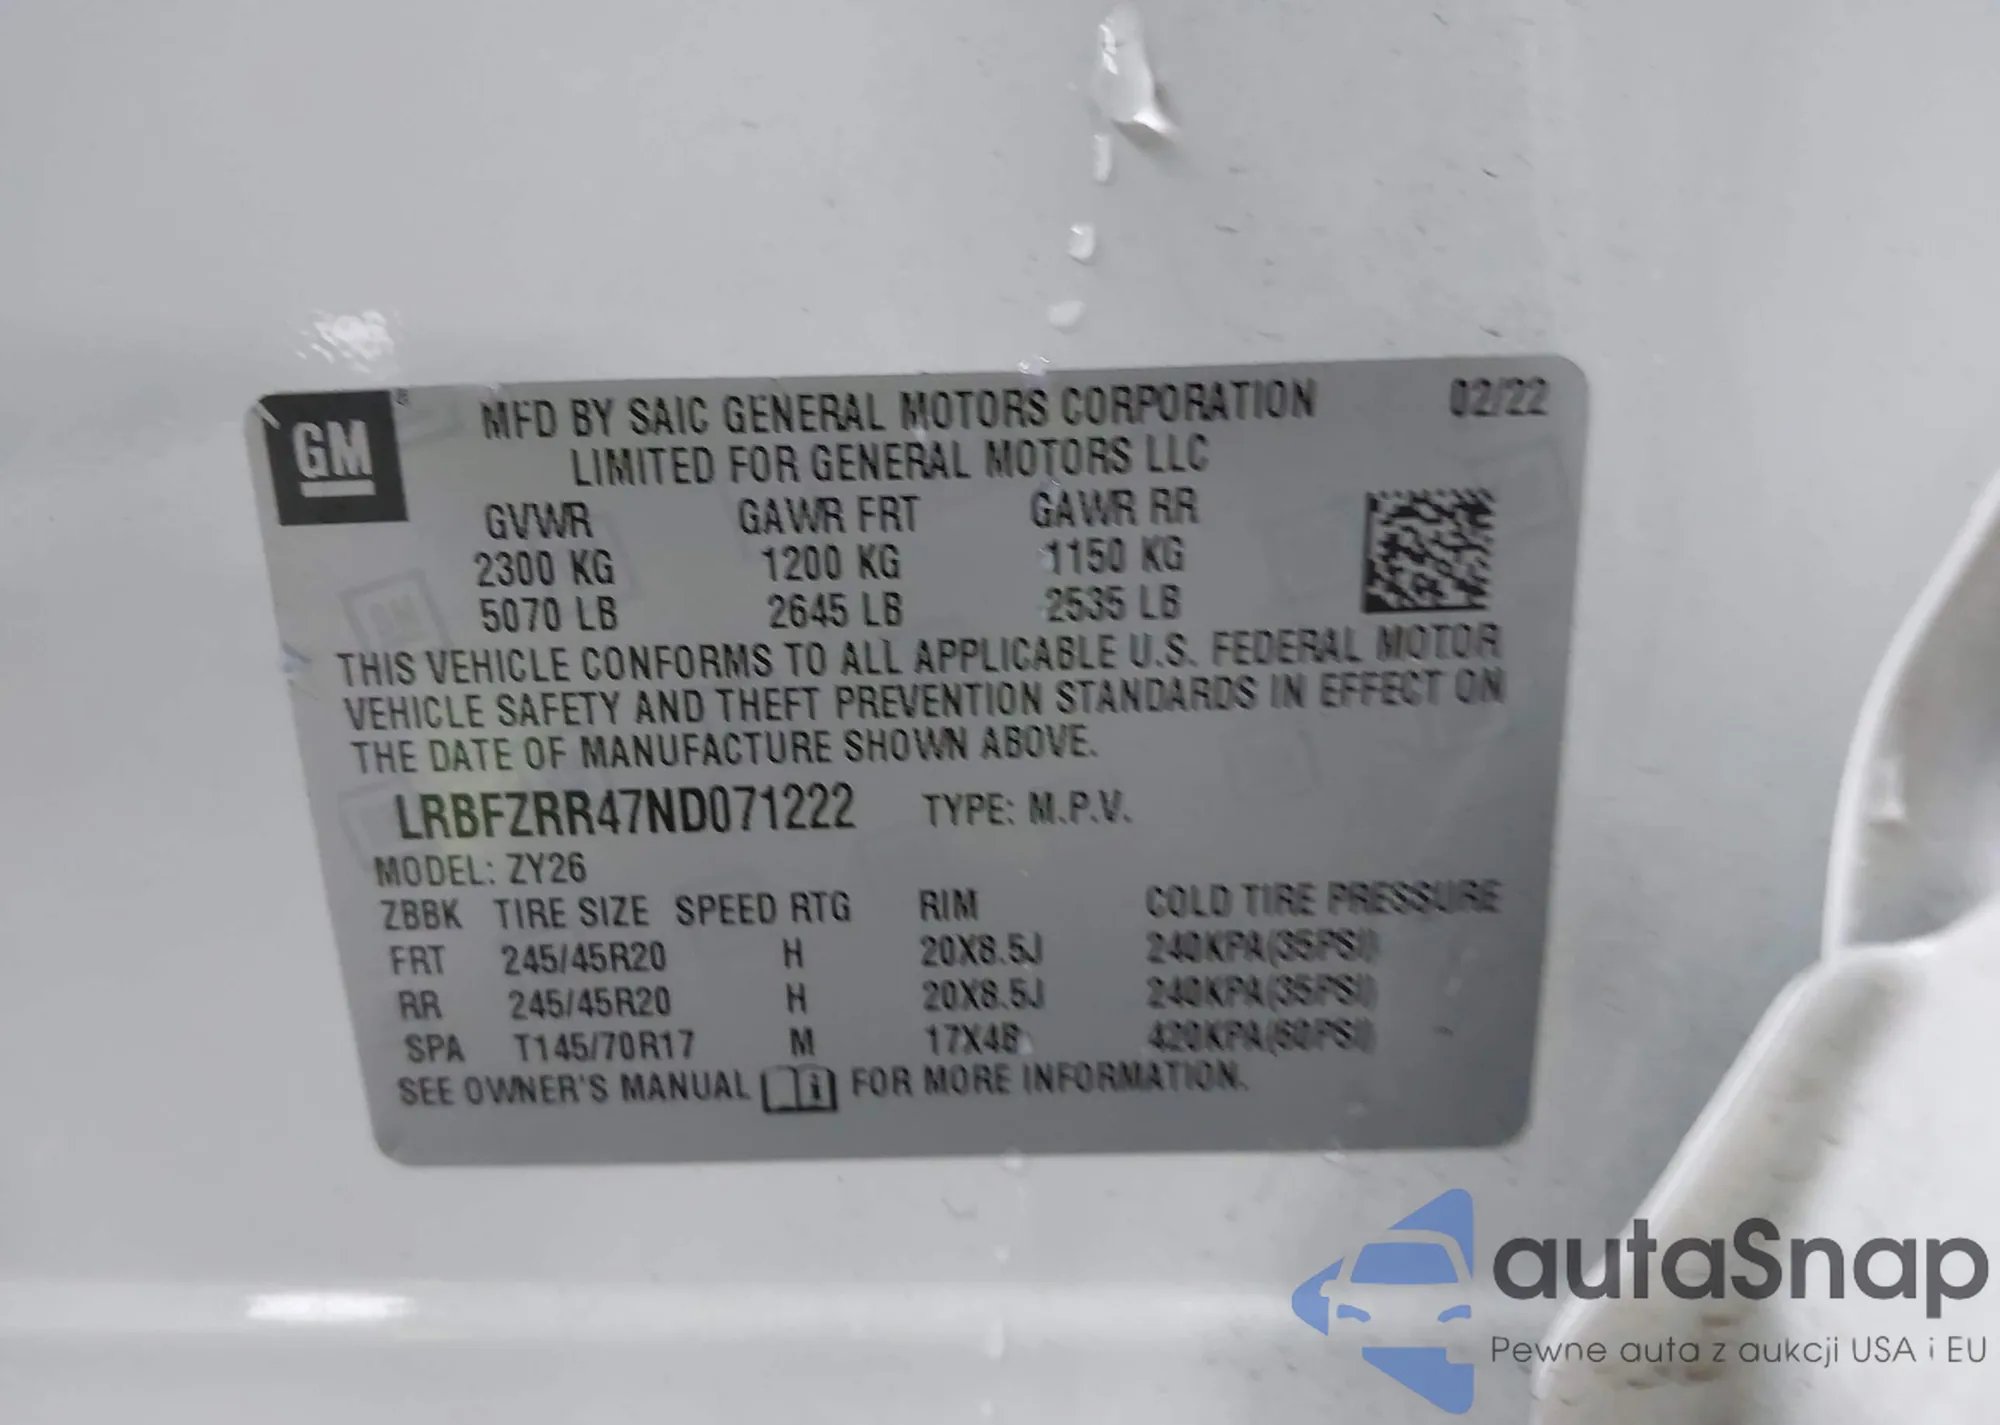 GM ®
MFD BY SAIC GENERAL MOTORS CORPORATION 02/22
LIMITED FOR GENERAL MOTORS LLC
GVWR GAWR FRT GAWR RR
2300 KG 1200 KG 1150 KG
5070 LB 2645 LB 2535 LB
THIS VEHICLE CONFORMS TO ALL APPLICABLE U.S. FEDERAL MOTOR
VEHICLE SAFETY AND THEFT PREVENTION STANDARDS IN EFFECT ON
THE DATE OF MANUFACTURE SHOWN ABOVE.
LRBFZRR47ND071222 TYPE: M.P.V.
MODEL: ZY26
ZBBK TIRE SIZE SPEED RTG RIM COLD TIRE PRESSURE
FRT 245/45R20 H 20X8.5J 240KPA(35PSI)
RR 245/45R20 H 20X8.5J 240KPA(35PSI)
SPA T145/70R17 M 17X4B 420KPA(60PSI)
SEE OWNER'S MANUAL i FOR MORE INFORMATION.
autaSnap
Pewne auta z aukcji USA i EU